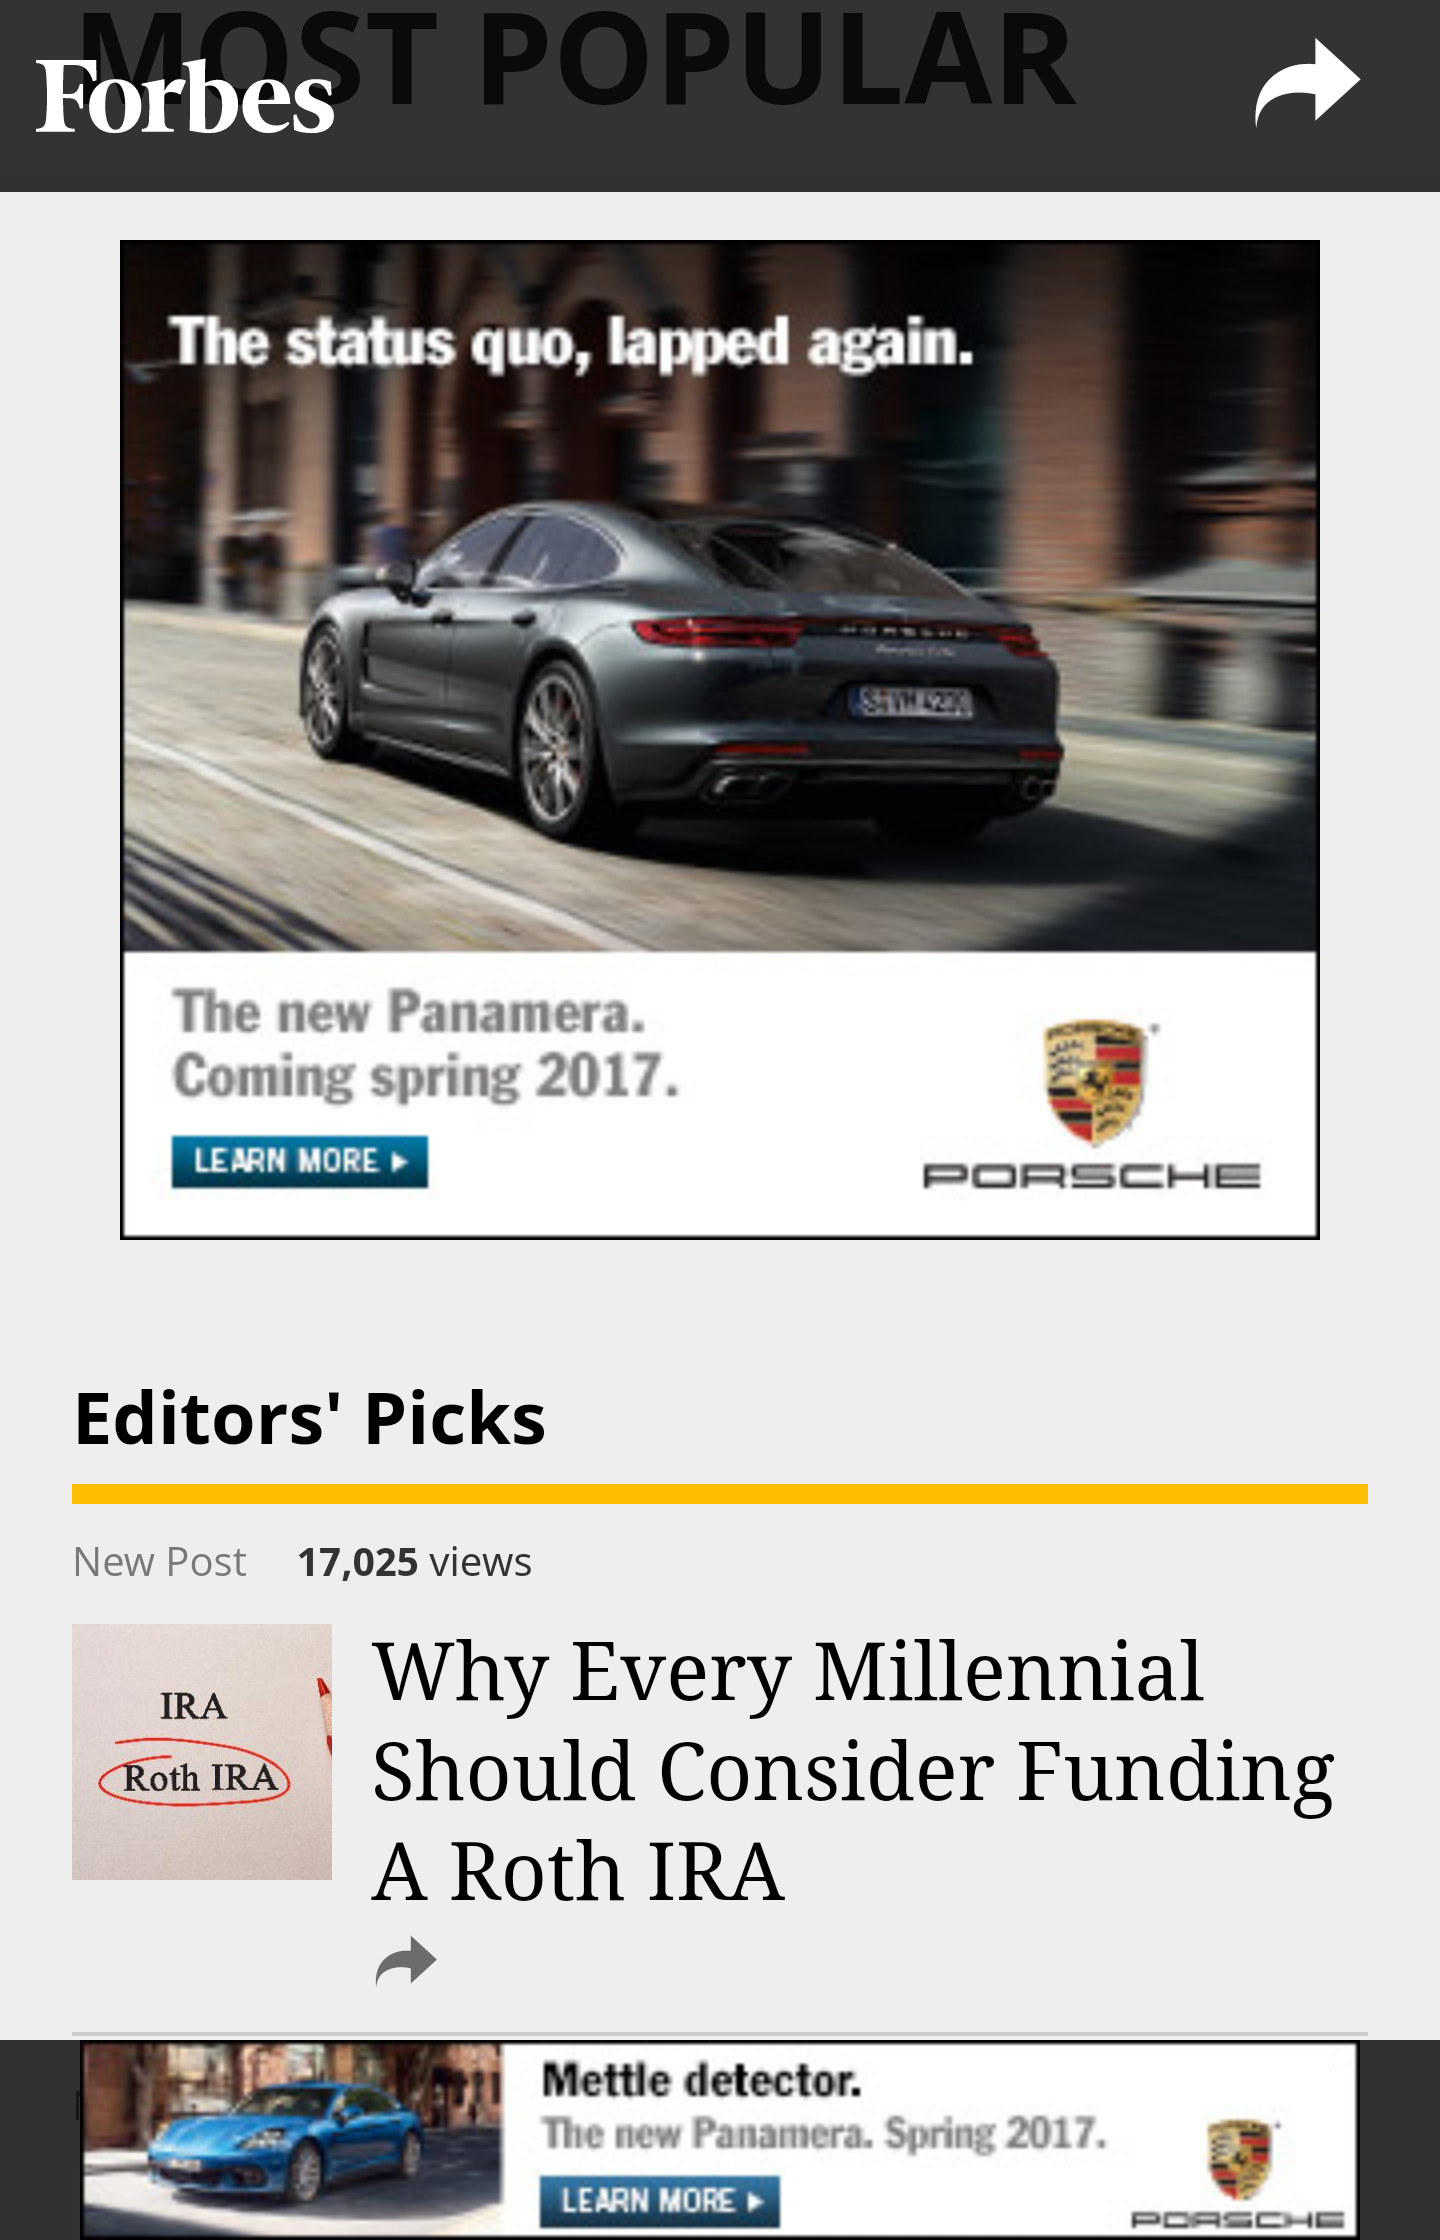 MOST POPULAR
Forbes
The status quo, lapped again.
PORSCHE
The new Panamera.
Coming spring 2017.
LEARN MORE
PORSCHE
PORSCHE
Editors' Picks
New Post 17,025 views
IRA
Roth IRA
Why Every Millennial
Should Consider Funding
A Roth IRA
Mettle detector.
The new Panamera. Spring 2017.
LEARN MORE
PORSCHE